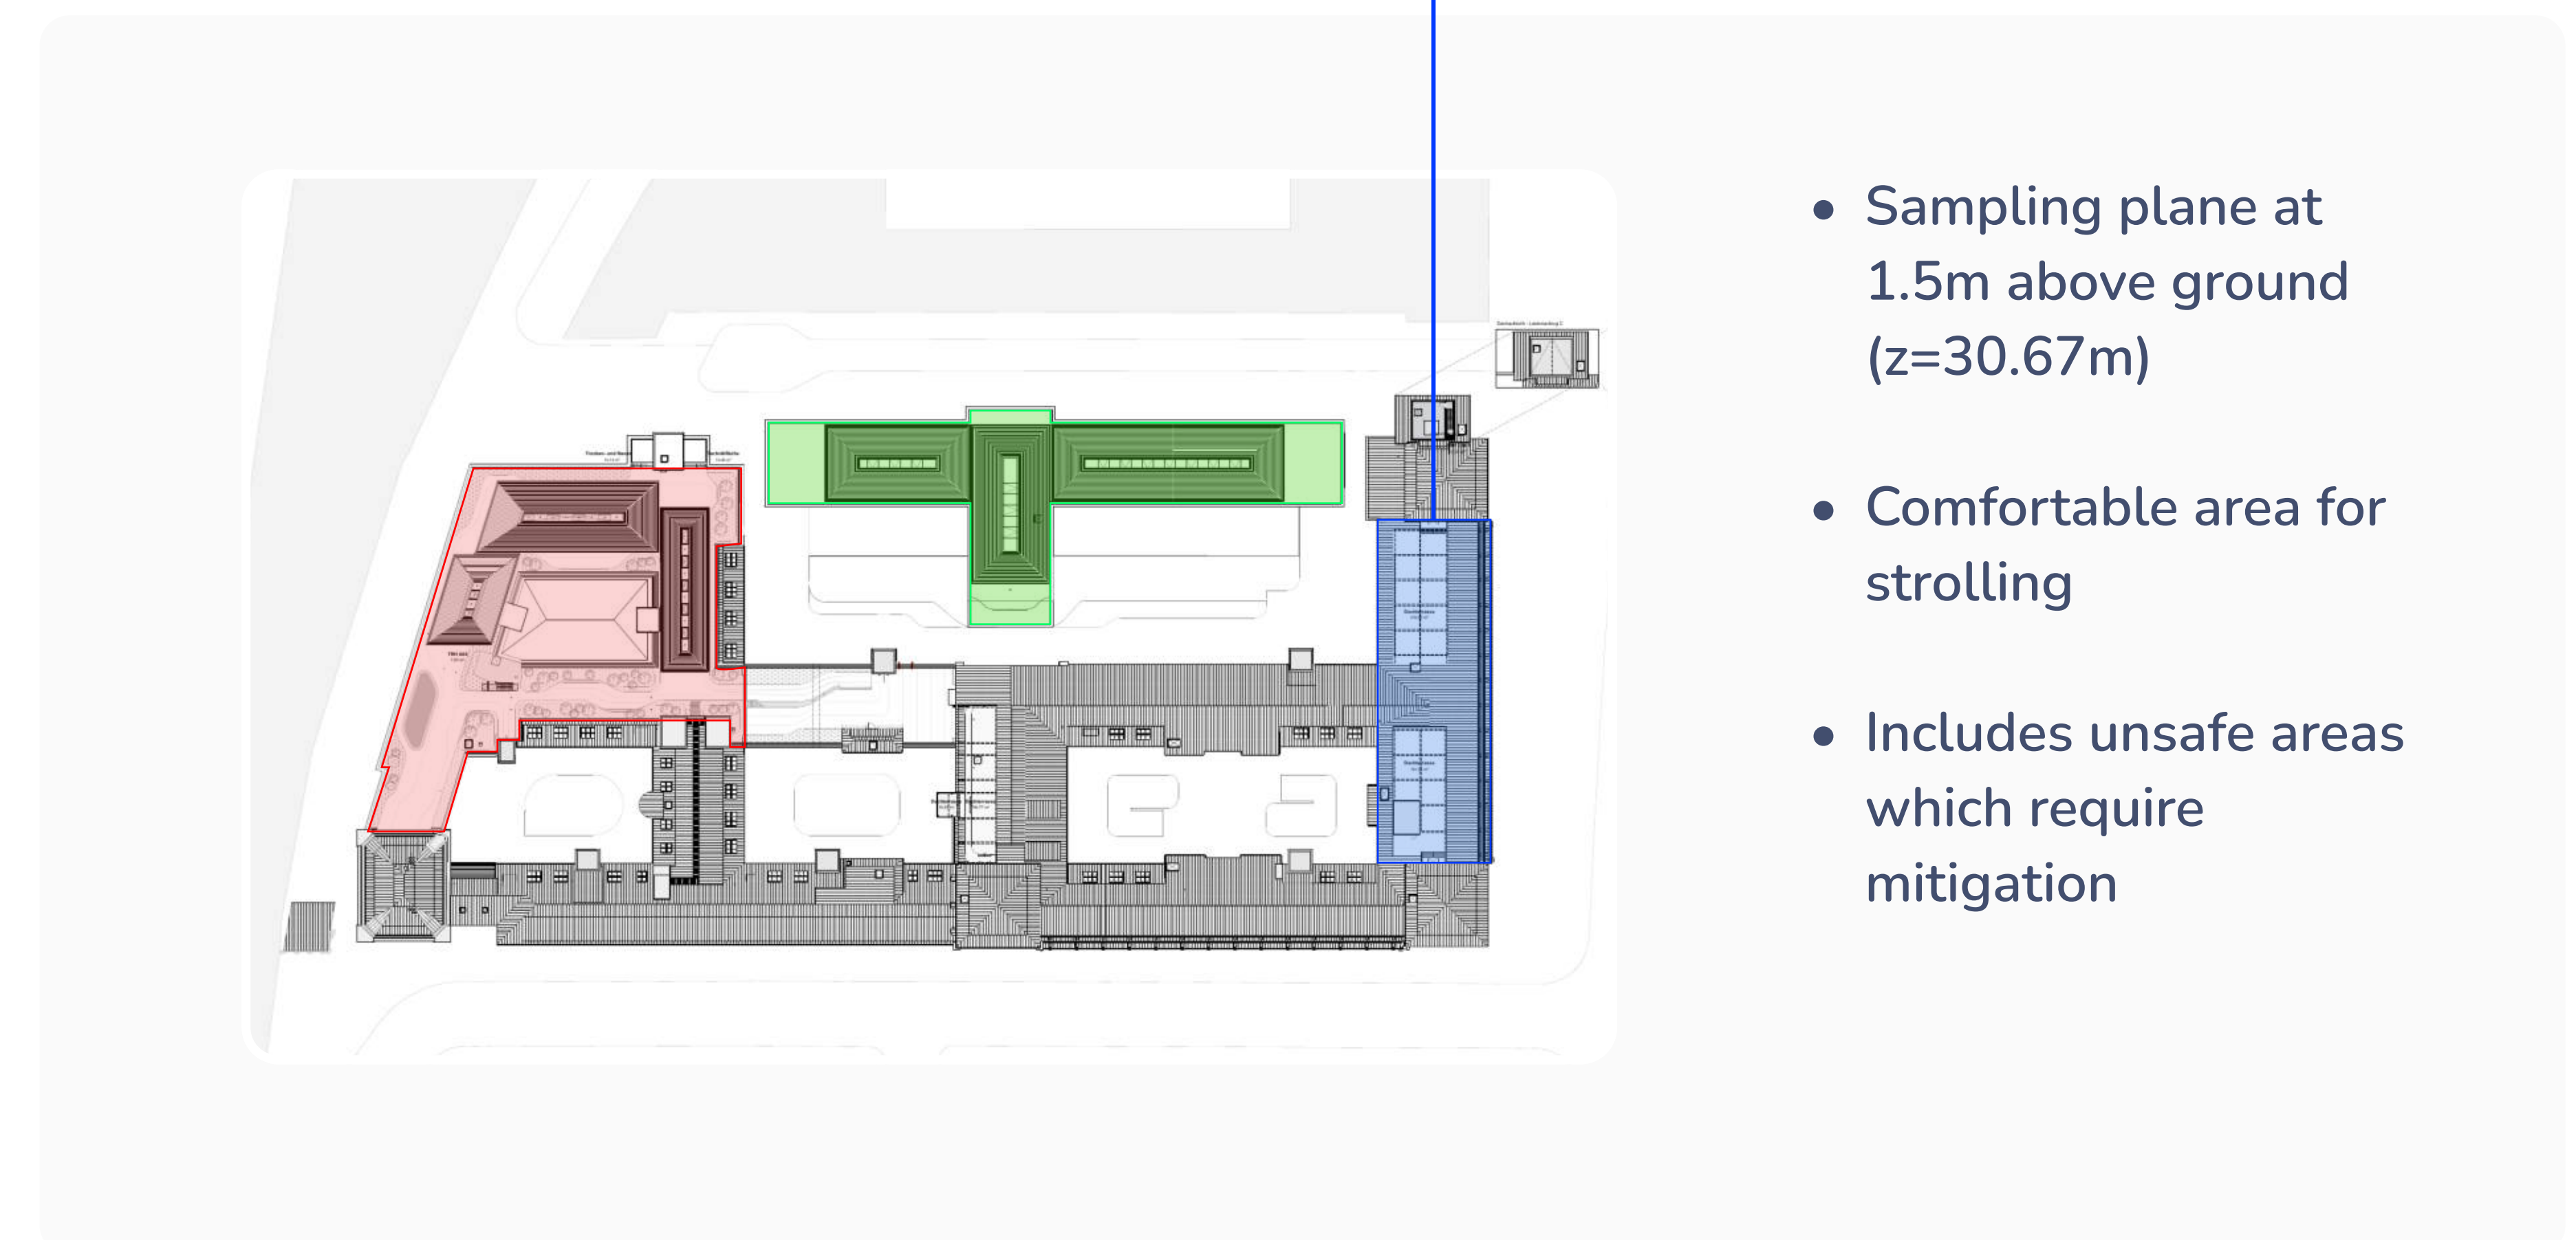 Sampling plane at
1.5m above ground
(z=30.67m)
Comfortable area for
strolling
Includes unsafe areas
which require
mitigation